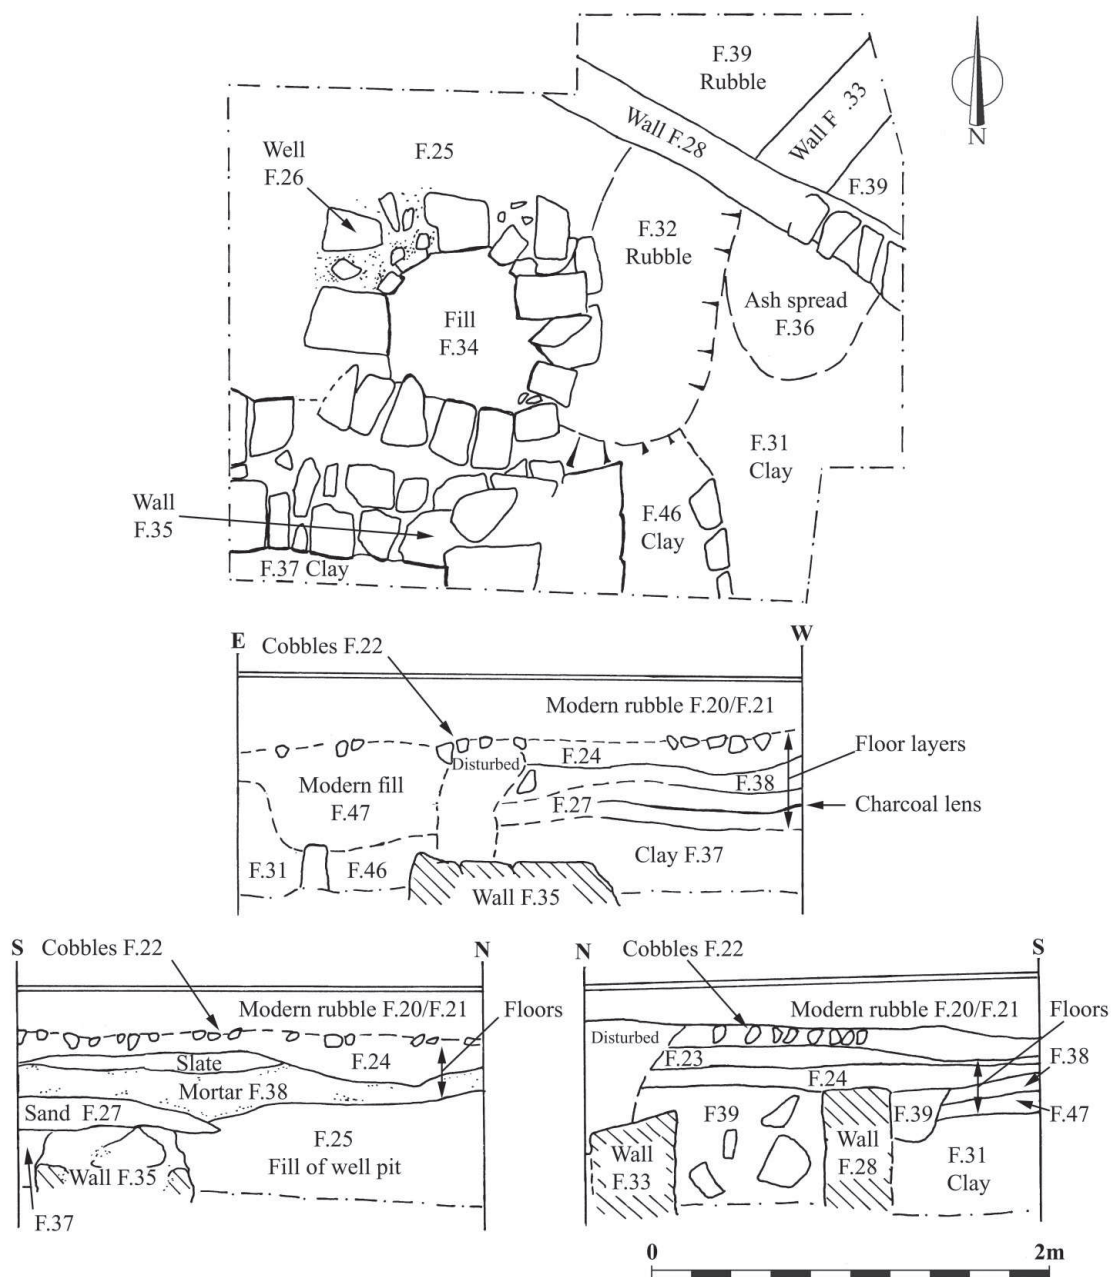 F.39
Rubble
Wall F.28
Wall F .33
N
Well
F.26
F.25
F.39
F.32
Rubble
Ash spread
F.36
Fill
F.34
F.31
Clay
Wall
F.35
F.46
Clay
F.37 Clay
E
W
Cobbles F.22
Modern rubble F.20/F.21
Disturbed
F.24
Floor layers
Modern fill
F.47
F.38
F.27
Charcoal lens
F.31
F.46
Clay F.37
Wall F.35
S
Cobbles F.22
N
Modern rubble F.20/F.21
Floors
Slate
F.24
Mortar F.38
Sand F.27
F.25
Fill of well pit
Wall F.35
F.37
N
Cobbles F.22
S
Modern rubble F.20/F.21
Floors
Disturbed
F.23
F.38
F.24
F.47
F.39
F.39
Wall
F.33
Wall
F.28
F.31
Clay
0
2m